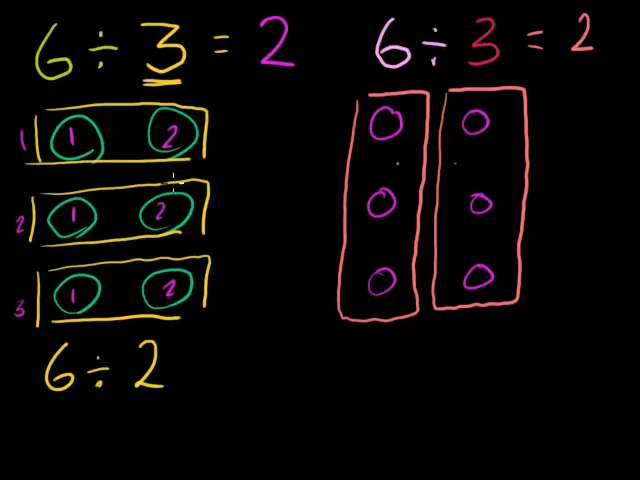 6 ÷ 3 = 2
1 1 2
2 1 2
3 1 2
6 ÷ 2
6 ÷ 3 = 2